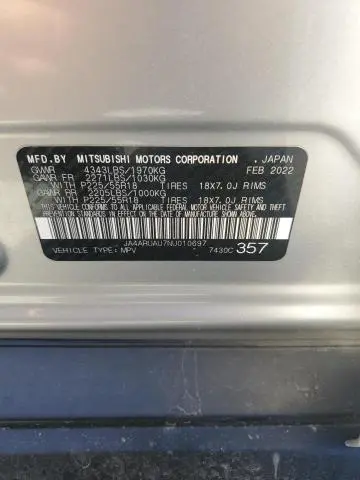 MFD.BY MITSUBISHI MOTORS CORPORATION, JAPAN
GVWR 4343LBS/1970KG FEB 2022
GAWR FR 2271LBS/1030KG
WITH P225/55R18 TIRES 18X7.0J RIMS
GAWR RR 2205LBS/1000KG
WITH P225/55R18 TIRES 18X7.0J RIMS
THIS VEHICLE CONFORMS TO ALL APPLICABLE
FEDERAL MOTOR VEHICLE SAFETY AND
THEFT PREVENTION STANDARDS IN EFFECT ON THE
DATE OF MANUFACTURE SHOWN ABOVE.
JA4ARUAU7NU010697
VEHICLE TYPE: MPV 7430C 357